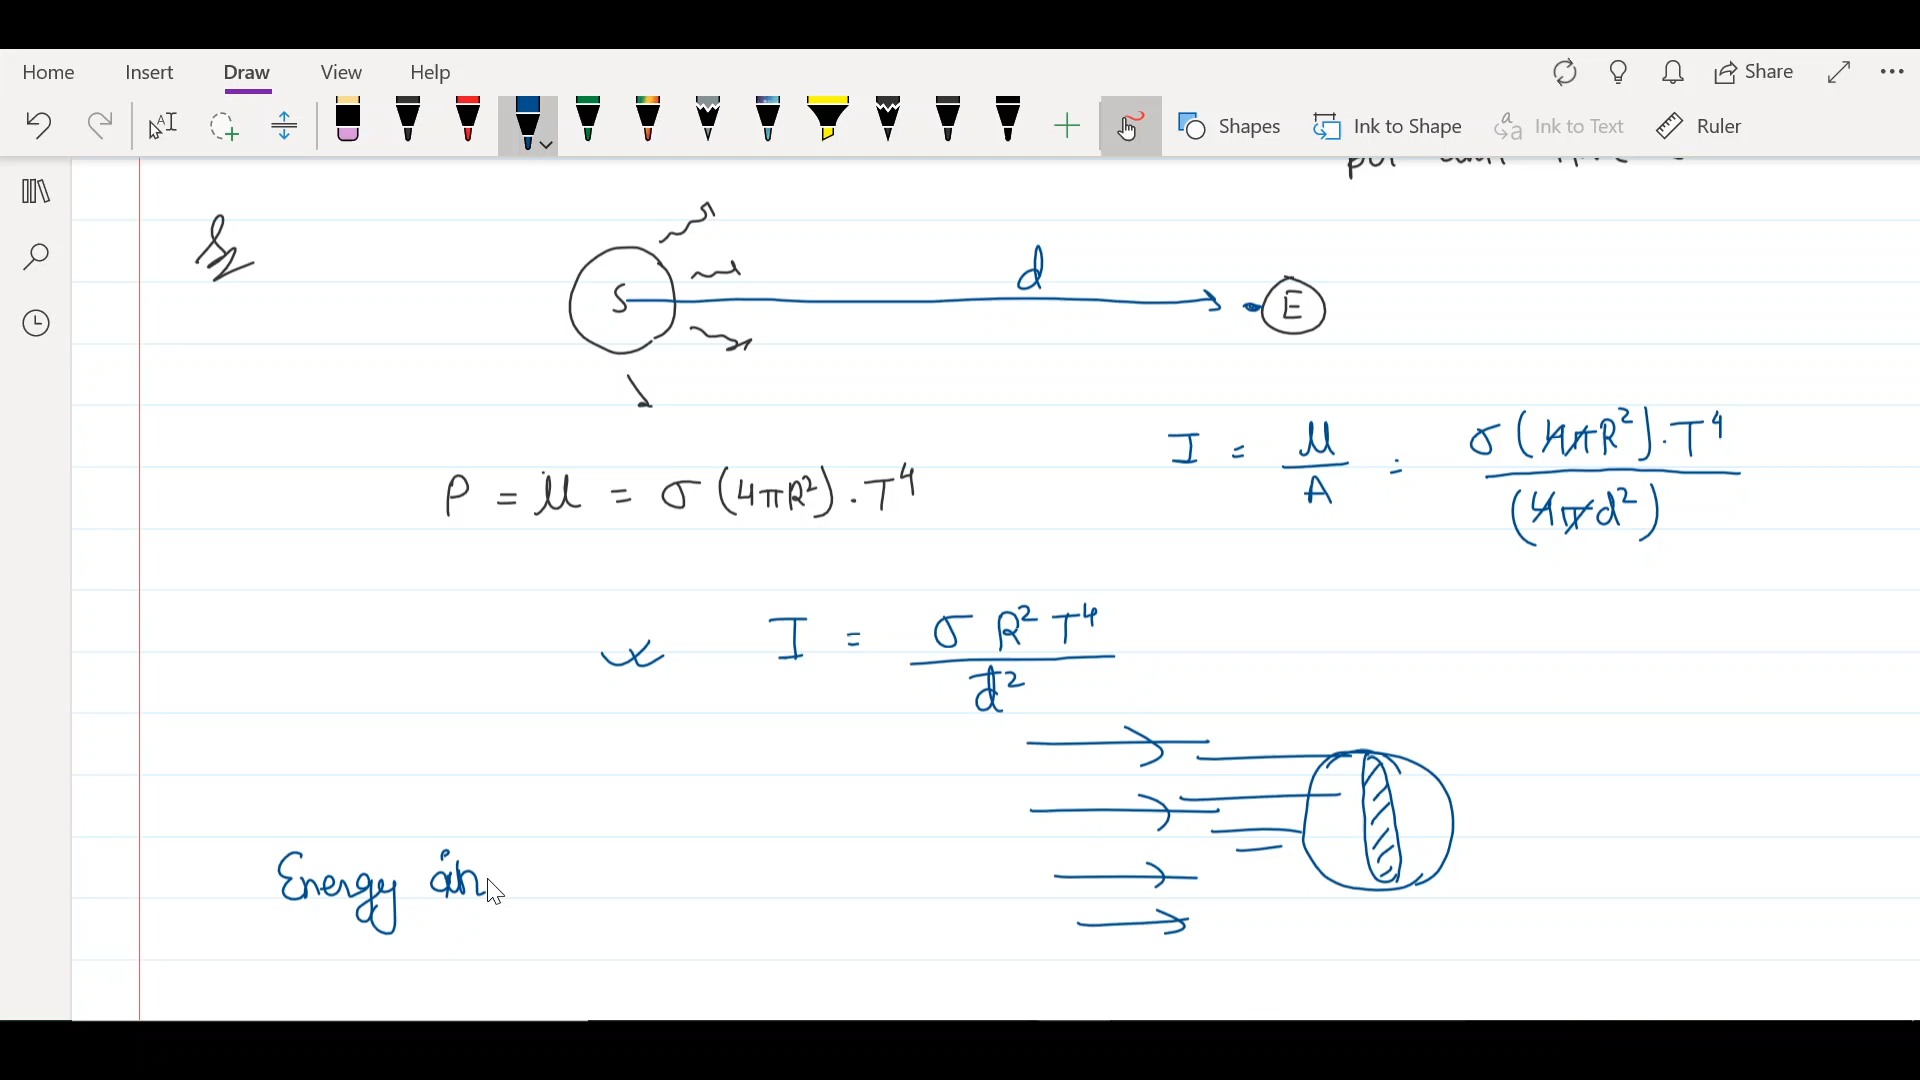 Home Insert Draw View Help Share
Shapes Ink to Shape Ink to Text Ruler
d
S E
I = u/A = σ(4πR²).T⁴/(4πd²)
P = u = σ(4πR²).T⁴
I = σR²T⁴/d²
Energy